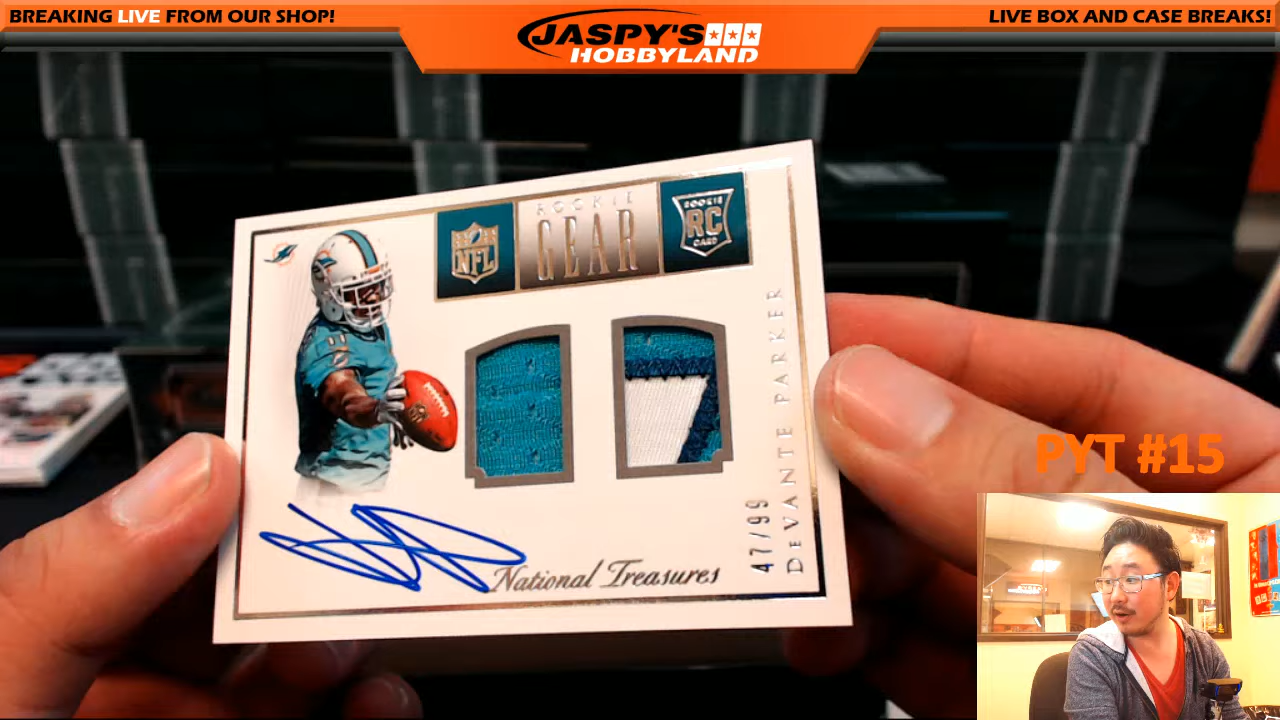 BREAKING LIVE FROM OUR SHOP!
JASPY'S
HOBBYLAND
LIVE BOX AND CASE BREAKS!
NFL
ROOKIE
GEAR
ROOKIE
RC
CARD
11
DEVANTE PARKER
47/99
National Treasures
PYT #15